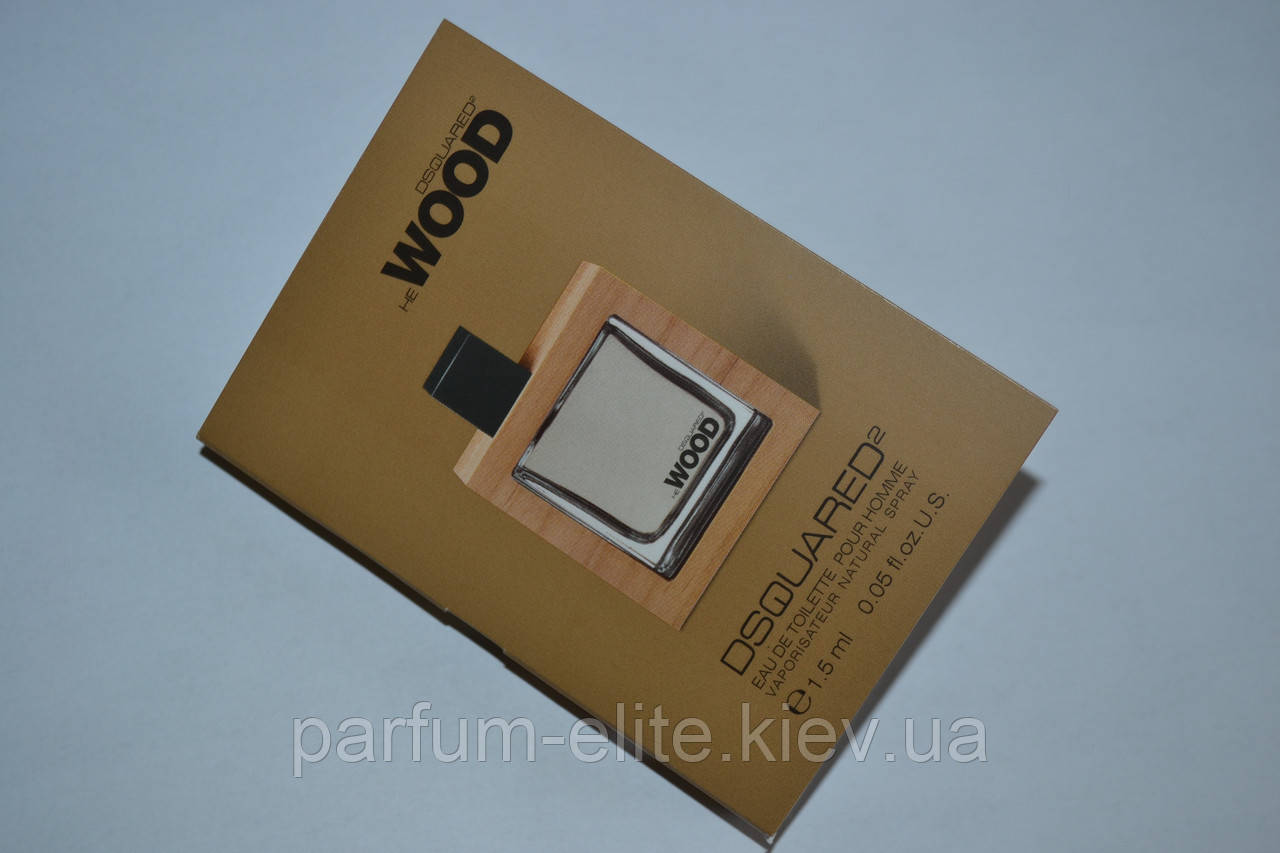 DSQUARED²
HE WOOD
DSQUARED²
HE WOOD
DSQUARED²
EAU DE TOILETTE POUR HOMME
VAPORISATEUR NATURAL SPRAY
e 1.5 ml 0.05 fl.oz.U.S.
parfum-elite.kiev.ua